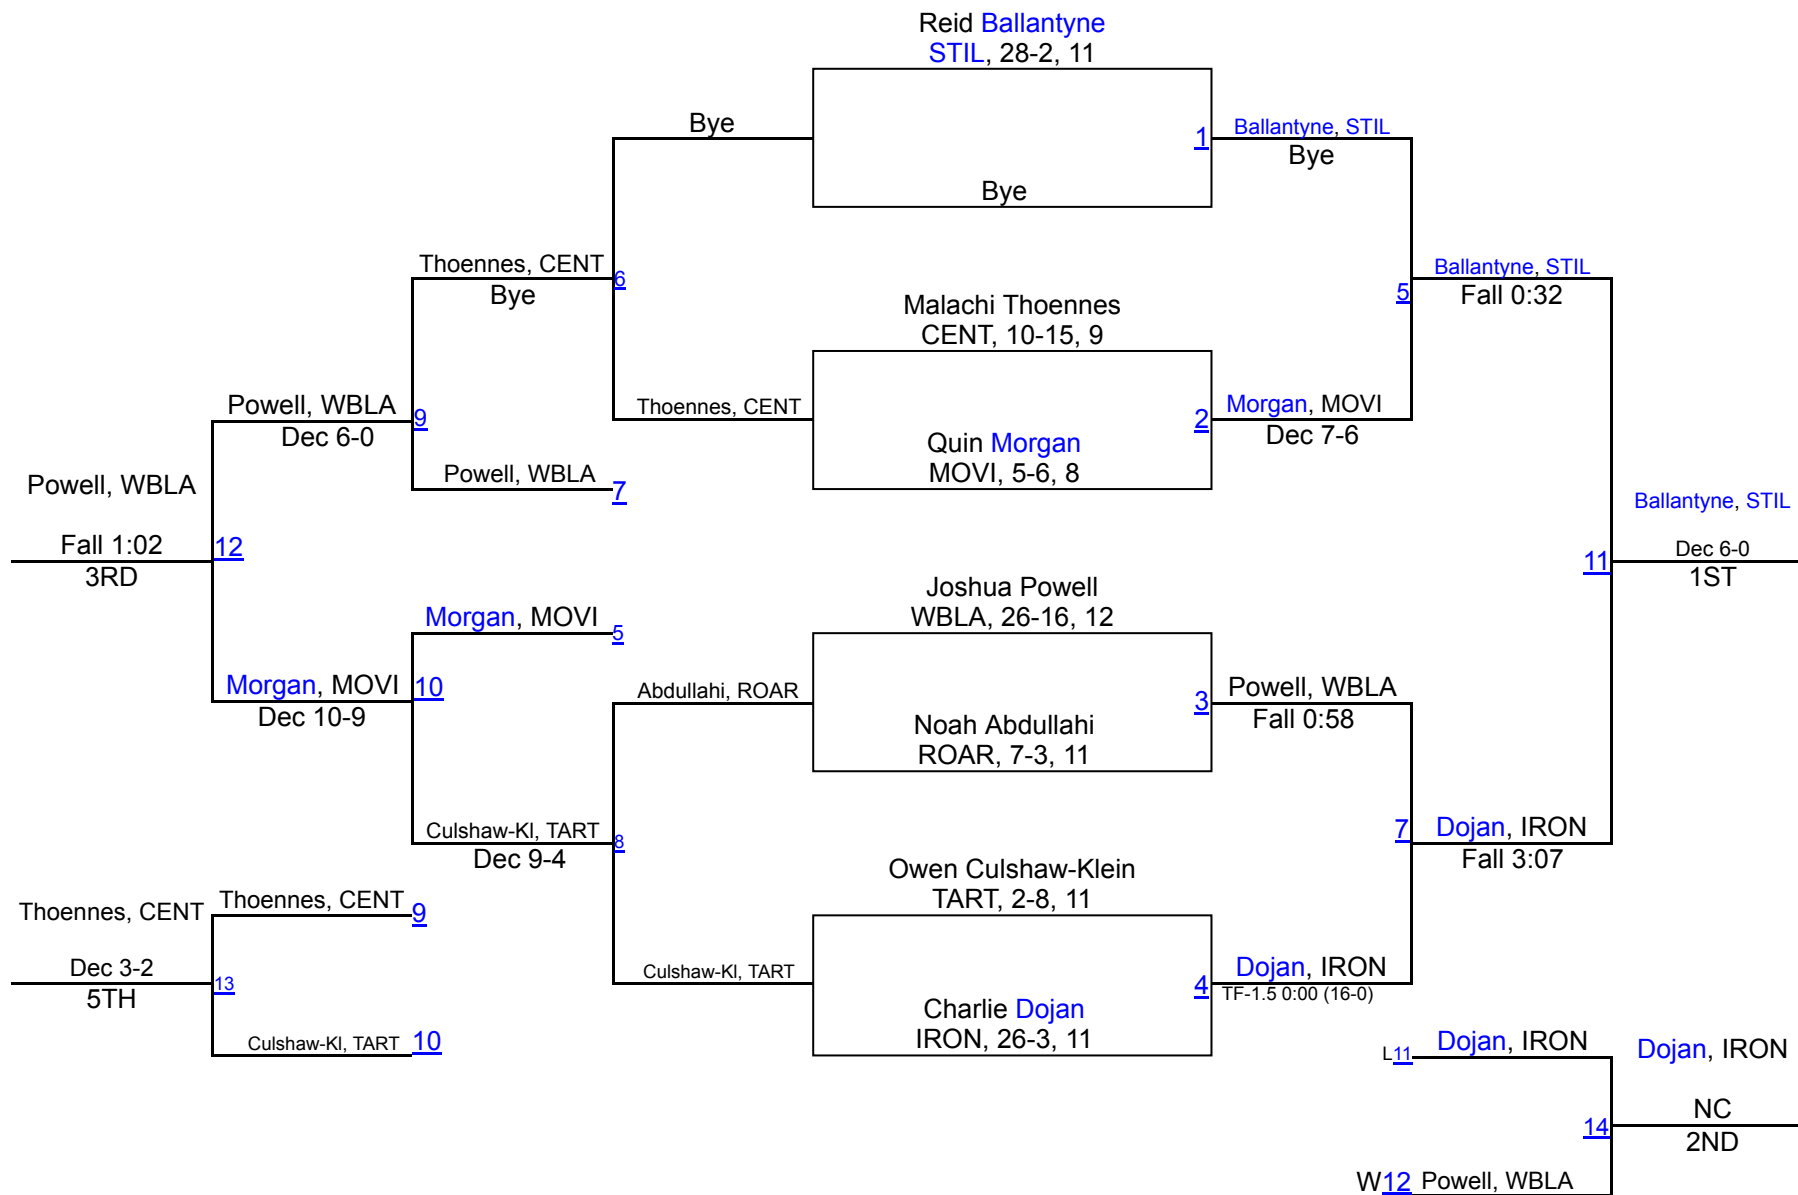 Reid Ballantyne
STIL, 28-2, 11
Bye
1
Ballantyne, STIL
Bye
Bye
Thoennes, CENT
Bye
6
Ballantyne, STIL
Fall 0:32
5
Malachi Thoennes
CENT, 10-15, 9
Thoennes, CENT
2
Morgan, MOVI
Dec 7-6
Quin Morgan
MOVI, 5-6, 8
Powell, WBLA
Dec 6-0
9
Powell, WBLA
7
Powell, WBLA
Fall 1:02
3RD
12
Ballantyne, STIL
Dec 6-0
1ST
11
Joshua Powell
WBLA, 26-16, 12
Morgan, MOVI
5
Morgan, MOVI
Dec 10-9
10
Abdullahi, ROAR
3
Powell, WBLA
Fall 0:58
Noah Abdullahi
ROAR, 7-3, 11
Culshaw-Kl, TART
Dec 9-4
8
7
Dojan, IRON
Fall 3:07
Owen Culshaw-Klein
TART, 2-8, 11
Thoennes, CENT
Thoennes, CENT
9
Dec 3-2
5TH
13
Culshaw-Kl, TART
4
Dojan, IRON
TF-1.5 0:00 (16-0)
Charlie Dojan
IRON, 26-3, 11
Culshaw-Kl, TART
10
L11
Dojan, IRON
Dojan, IRON
NC
2ND
14
W12
Powell, WBLA